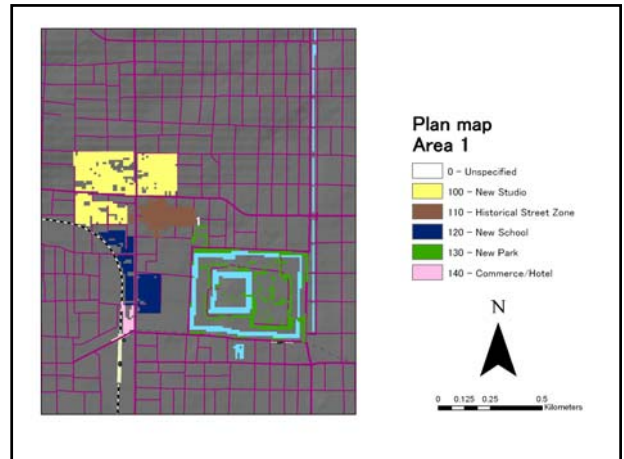 Plan map
Area 1
0 - Unspecified
100 - New Studio
110 - Historical Street Zone
120 - New School
130 - New Park
140 - Commerce/Hotel
N
0 0.125 0.25 0.5
Kilometers